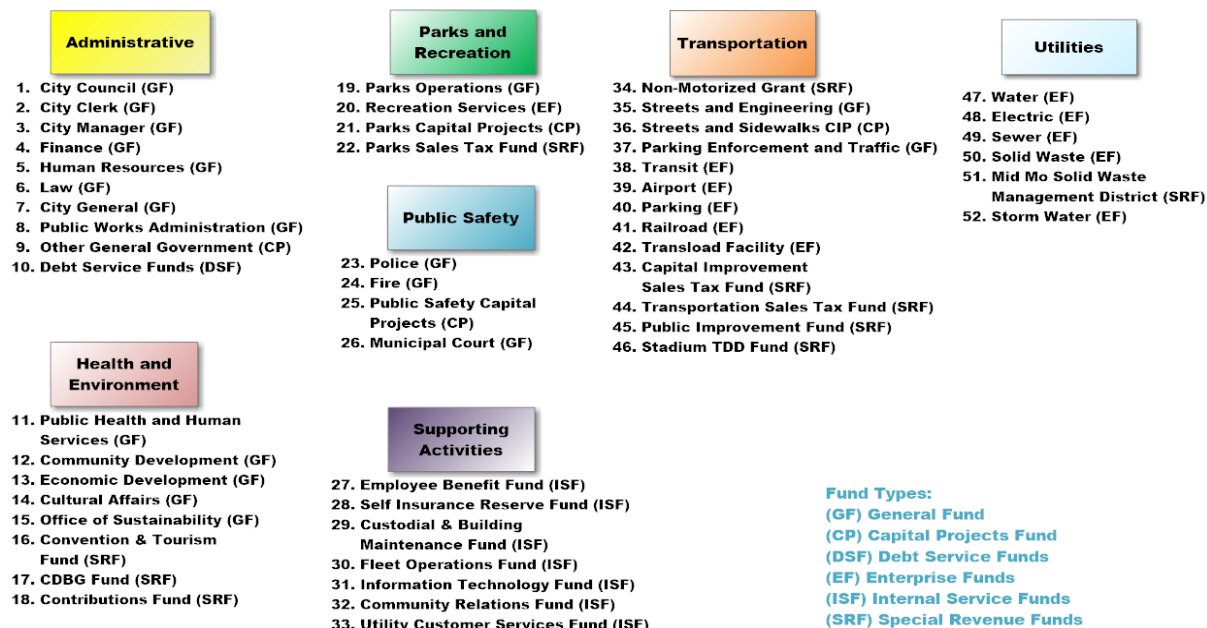 Administrative
1. City Council (GF)
2. City Clerk (GF)
3. City Manager (GF)
4. Finance (GF)
5. Human Resources (GF)
6. Law (GF)
7. City General (GF)
8. Public Works Administration (GF)
9. Other General Government (CP)
10. Debt Service Funds (DSF)
Health and
Environment
11. Public Health and Human
Services (GF)
12. Community Development (GF)
13. Economic Development (GF)
14. Cultural Affairs (GF)
15. Office of Sustainability (GF)
16. Convention & Tourism
Fund (SRF)
17. CDBG Fund (SRF)
18. Contributions Fund (SRF)
Parks and
Recreation
19. Parks Operations (GF)
20. Recreation Services (EF)
21. Parks Capital Projects (CP)
22. Parks Sales Tax Fund (SRF)
Public Safety
23. Police (GF)
24. Fire (GF)
25. Public Safety Capital
Projects (CP)
26. Municipal Court (GF)
Supporting
Activities
27. Employee Benefit Fund (ISF)
28. Self Insurance Reserve Fund (ISF)
29. Custodial & Building
Maintenance Fund (ISF)
30. Fleet Operations Fund (ISF)
31. Information Technology Fund (ISF)
32. Community Relations Fund (ISF)
33. Utility Customer Services Fund (ISF)
Transportation
34. Non-Motorized Grant (SRF)
35. Streets and Engineering (GF)
36. Streets and Sidewalks CIP (CP)
37. Parking Enforcement and Traffic (GF)
38. Transit (EF)
39. Airport (EF)
40. Parking (EF)
41. Railroad (EF)
42. Transload Facility (EF)
43. Capital Improvement
Sales Tax Fund (SRF)
44. Transportation Sales Tax Fund (SRF)
45. Public Improvement Fund (SRF)
46. Stadium TDD Fund (SRF)
Utilities
47. Water (EF)
48. Electric (EF)
49. Sewer (EF)
50. Solid Waste (EF)
51. Mid Mo Solid Waste
Management District (SRF)
52. Storm Water (EF)
Fund Types:
(GF) General Fund
(CP) Capital Projects Fund
(DSF) Debt Service Funds
(EF) Enterprise Funds
(ISF) Internal Service Funds
(SRF) Special Revenue Funds